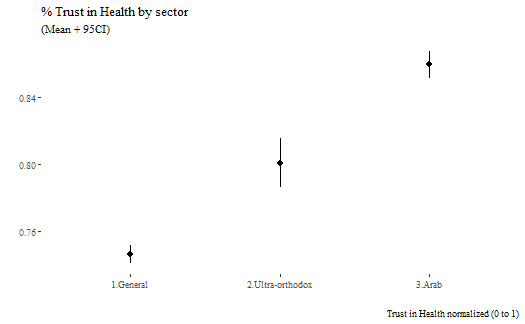 % Trust in Health by sector
(Mean + 95CI)
0.84
0.80
0.76
1.General 2.Ultra-orthodox 3.Arab
Trust in Health normalized (0 to 1)